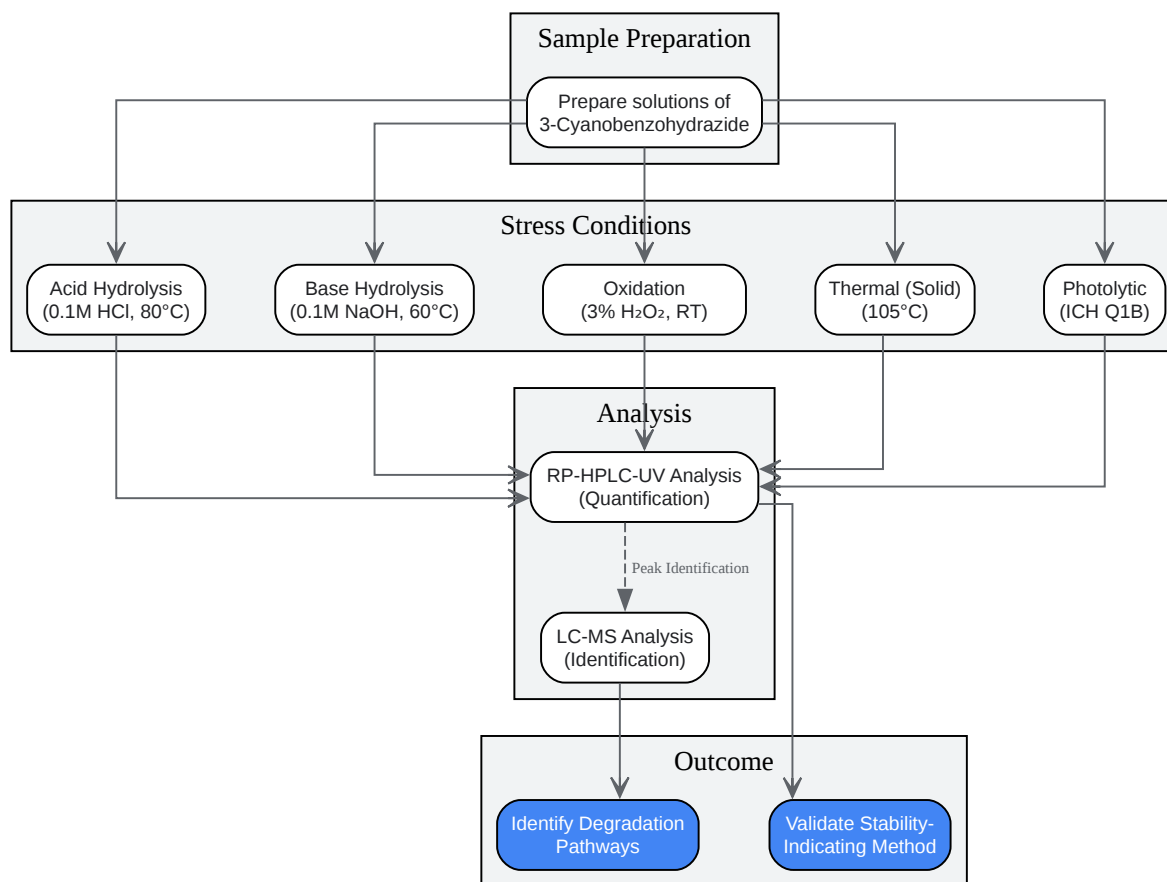 Sample Preparation
Prepare solutions of
3-Cyanobenzohydrazide
Stress Conditions
Acid Hydrolysis
(0.1M HCl, 80°C)
Base Hydrolysis
(0.1M NaOH, 60°C)
Oxidation
(3% H₂O₂, RT)
Thermal (Solid)
(105°C)
Photolytic
(ICH Q1B)
Analysis
RP-HPLC-UV Analysis
(Quantification)
Peak Identification
LC-MS Analysis
(Identification)
Outcome
Identify Degradation
Pathways
Validate Stability-
Indicating Method